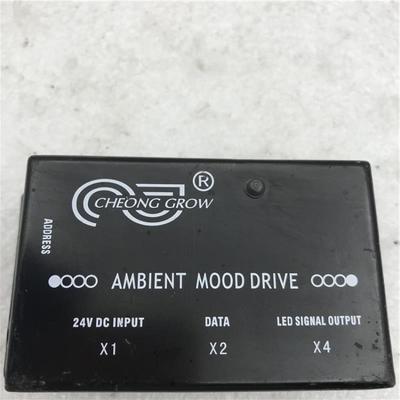 ®
CHEONG GROW
ADDRESS
AMBIENT MOOD DRIVE
24V DC INPUT DATA LED SIGNAL OUTPUT
X1 X2 X4